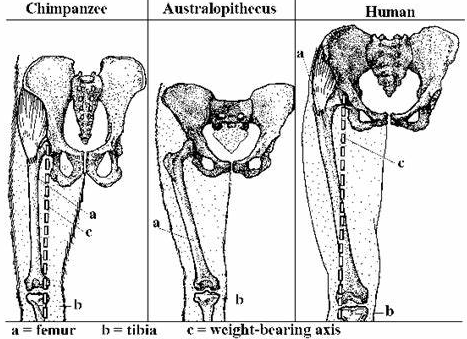 Chimpanzee Australopithecus Human
a
a
c
a
a
c
b
b
b
a = femur b = tibia c = weight-bearing axis